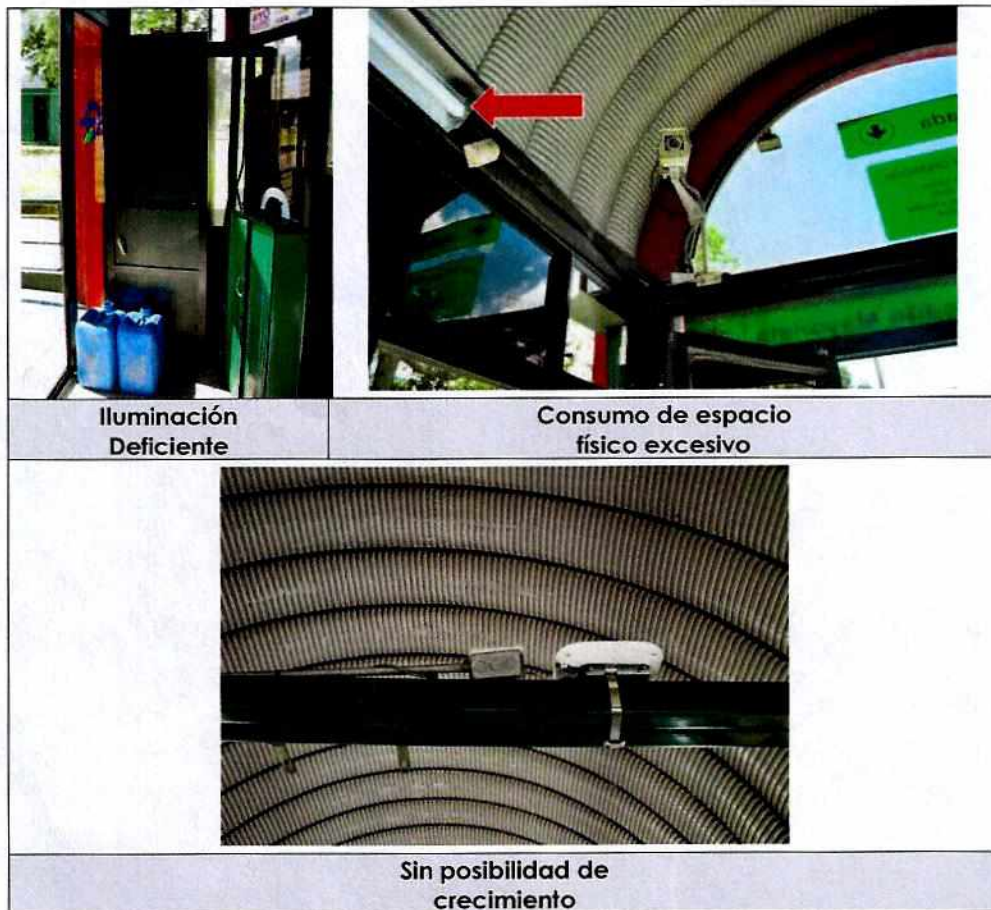 Iluminación
Deficiente
Consumo de espacio
físico excesivo
Sin posibilidad de
crecimiento